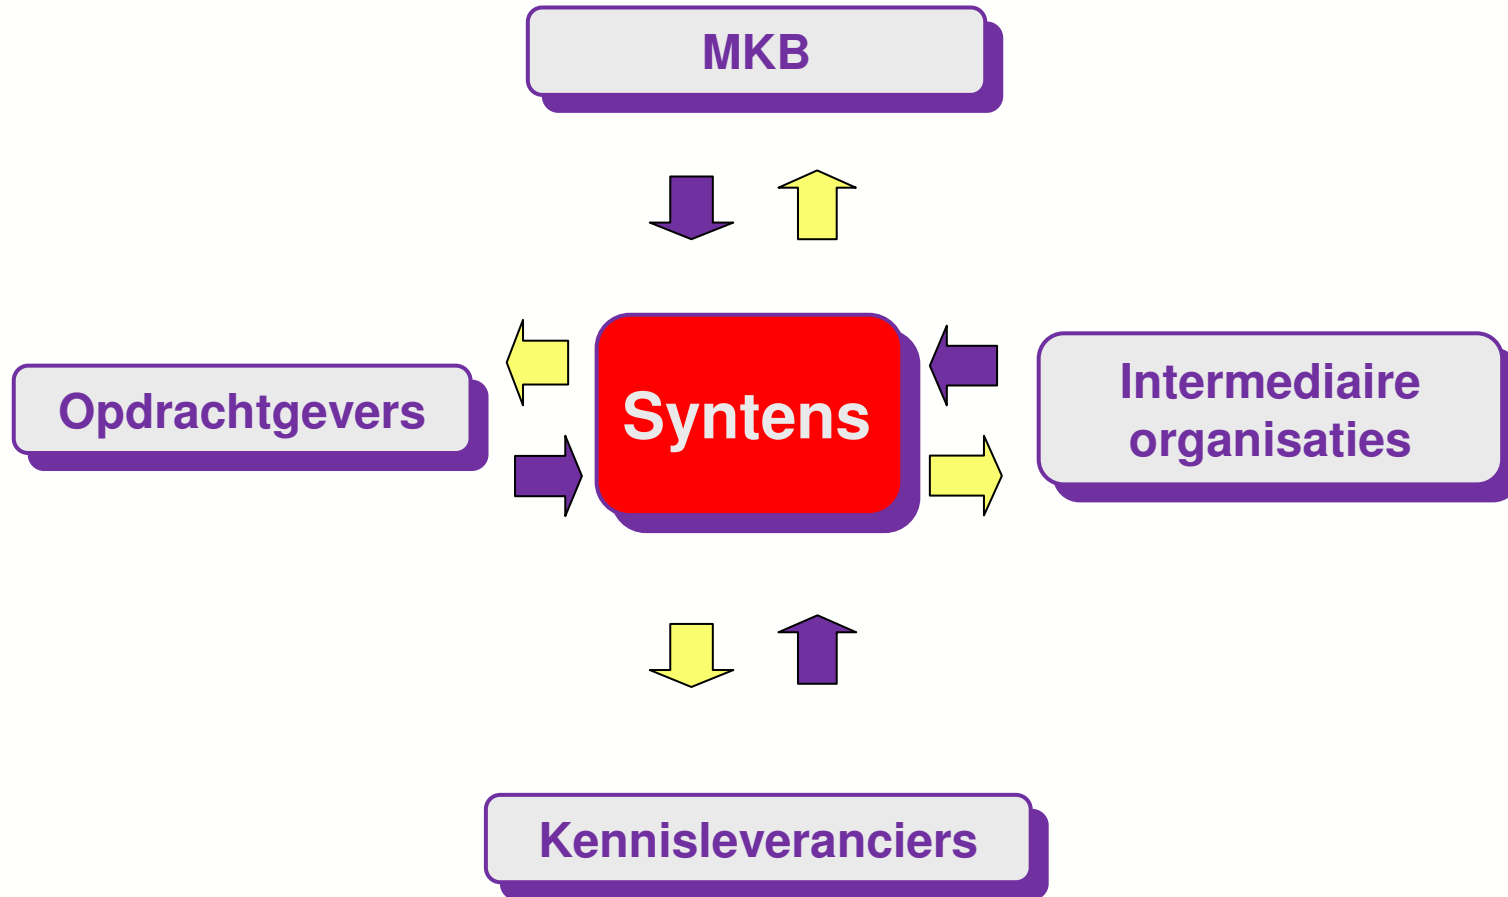 MKB
Opdrachtgevers
Syntens
Intermediaire
organisaties
Kennisleveranciers